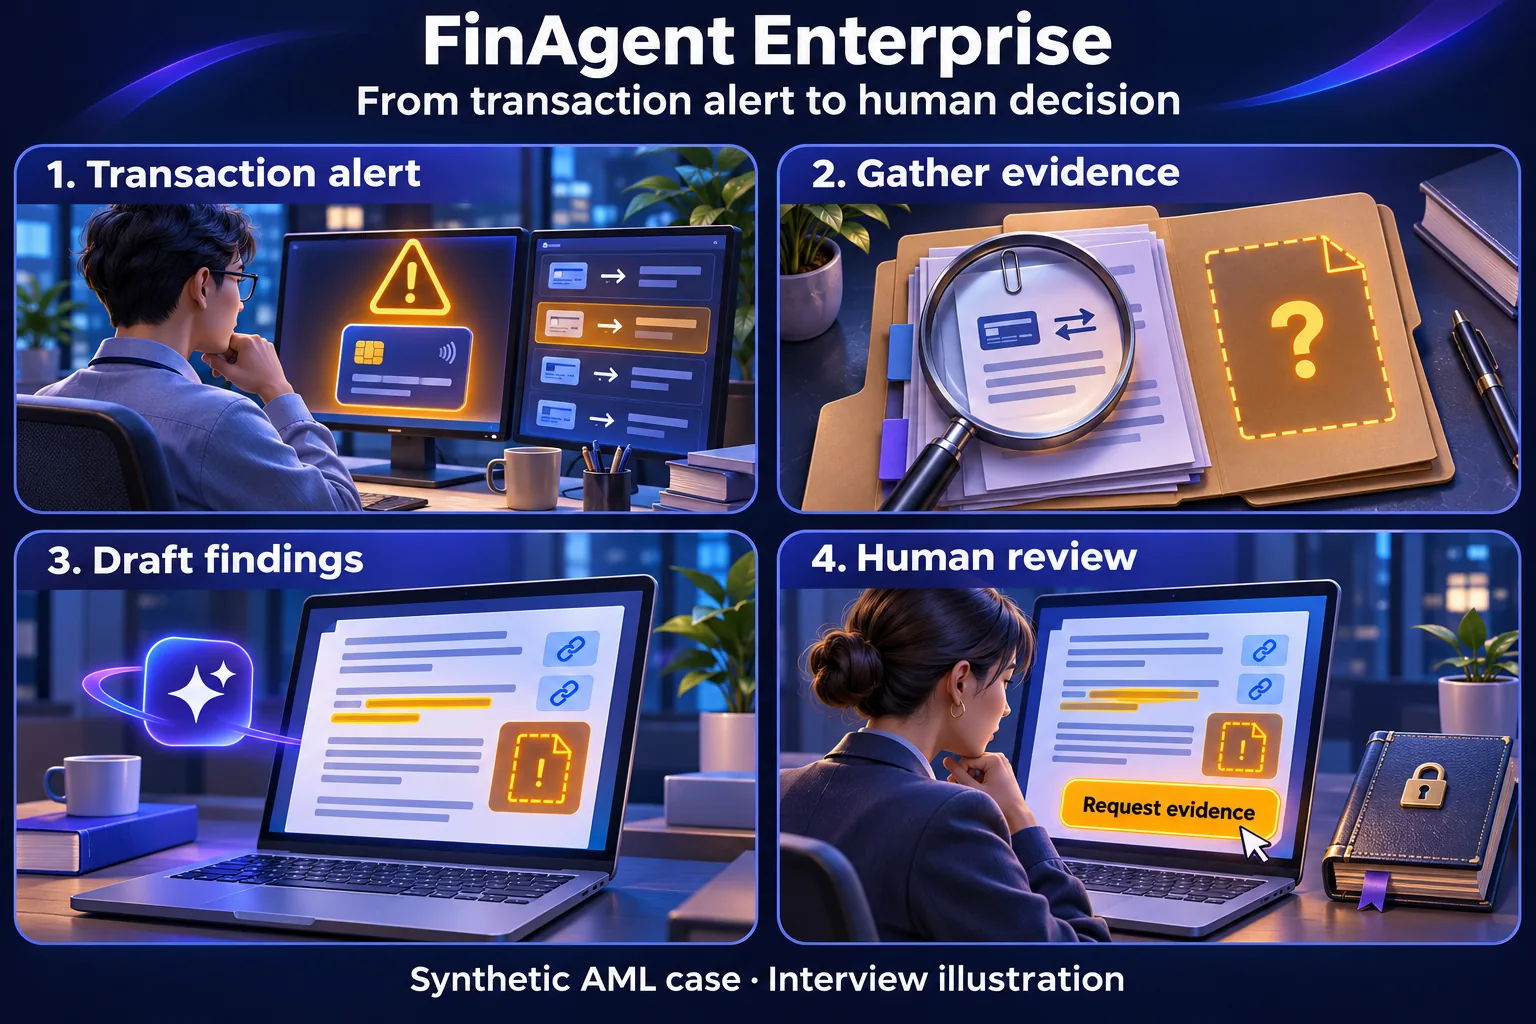 FinAgent Enterprise
From transaction alert to human decision
1. Transaction alert
2. Gather evidence
3. Draft findings
4. Human review
Request evidence
Synthetic AML case · Interview illustration